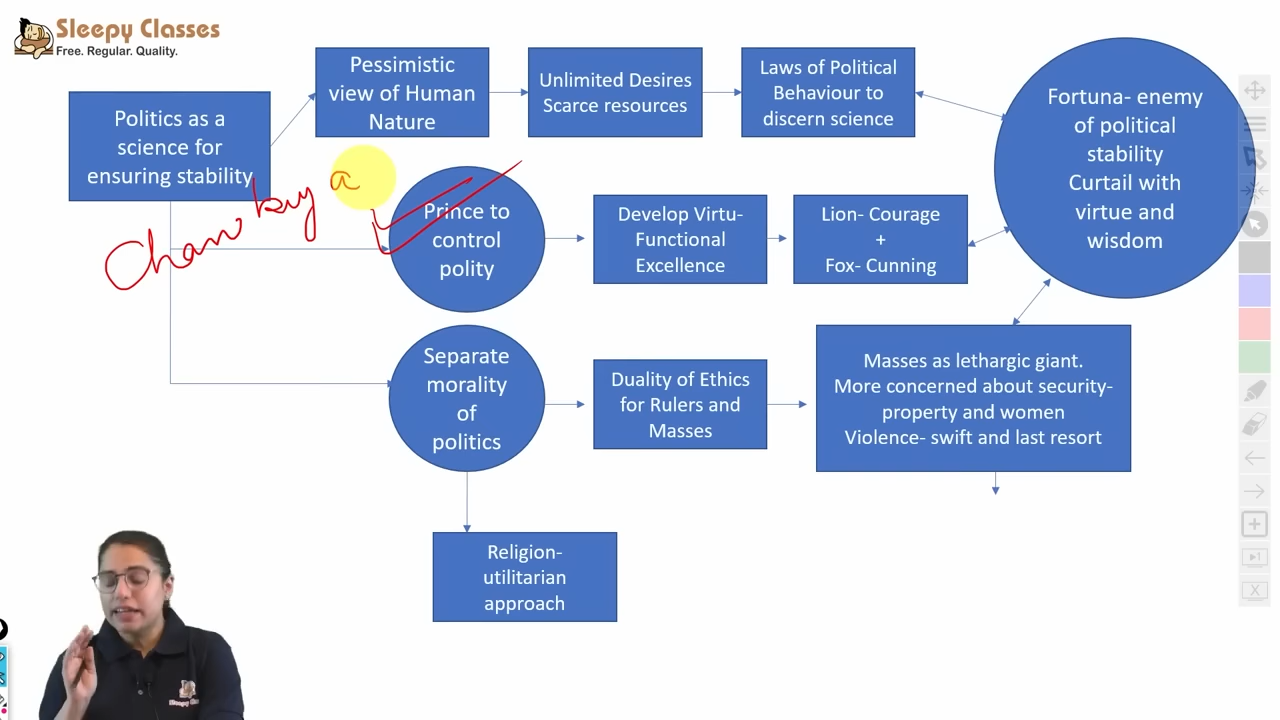 Sleepy Classes
Free. Regular. Quality.
Politics as a
science for
ensuring stability
Pessimistic
view of Human
Nature
Unlimited Desires
Scarce resources
Laws of Political
Behaviour to
discern science
Fortuna- enemy
of political
stability
Curtail with
virtue and
wisdom
Chanakya
Prince to
control
polity
Develop Virtu-
Functional
Excellence
Lion- Courage
+
Fox- Cunning
Separate
morality
of
politics
Duality of Ethics
for Rulers and
Masses
Masses as lethargic giant.
More concerned about security-
property and women
Violence- swift and last resort
Religion-
utilitarian
approach